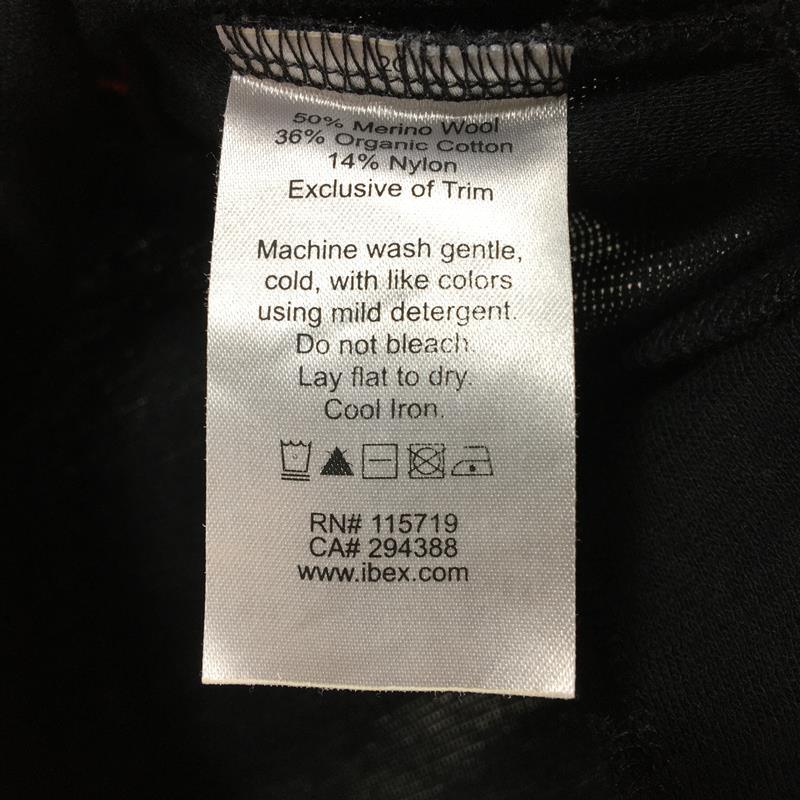 50% Merino Wool
36% Organic Cotton
14% Nylon
Exclusive of Trim
Machine wash gentle,
cold, with like colors
using mild detergent.
Do not bleach.
Lay flat to dry.
Cool Iron.
RN# 115719
CA# 294388
www.ibex.com